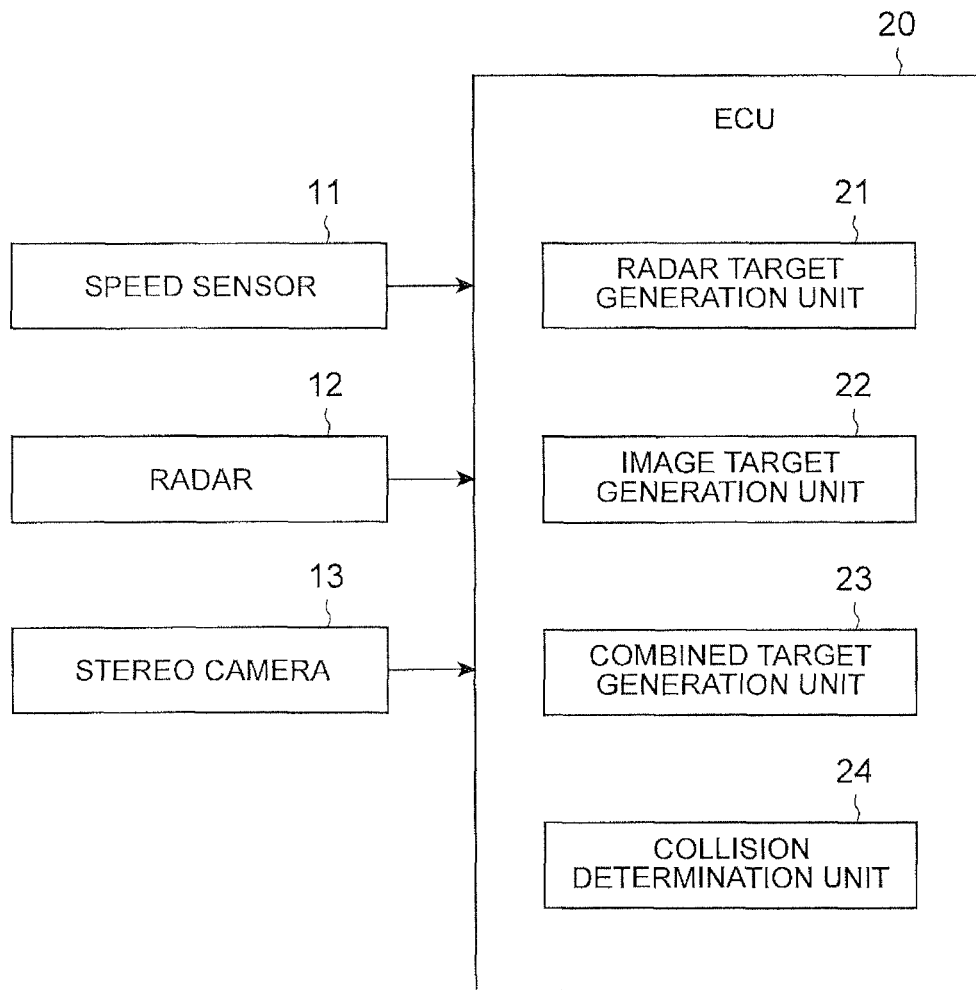 20
ECU
11
SPEED SENSOR
21
RADAR TARGET
GENERATION UNIT
12
RADAR
22
IMAGE TARGET
GENERATION UNIT
13
STEREO CAMERA
23
COMBINED TARGET
GENERATION UNIT
24
COLLISION
DETERMINATION UNIT